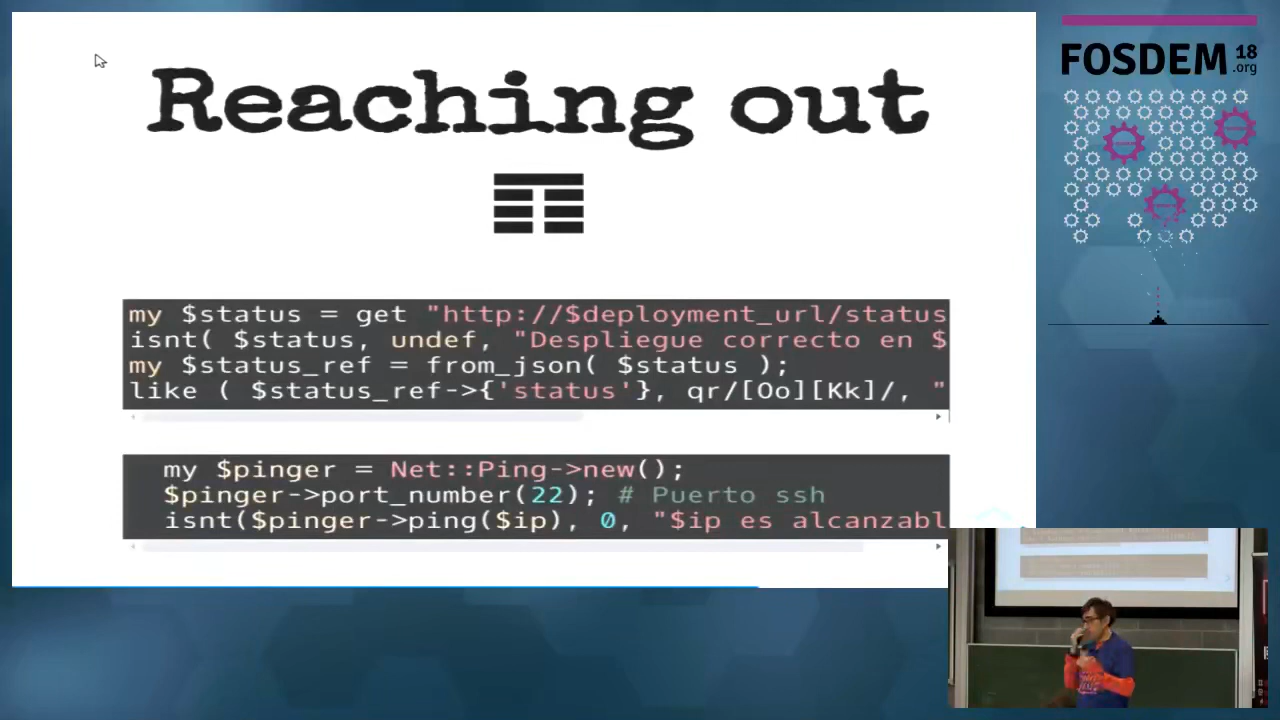 Reaching out
my $status = get "http://$deployment_url/status
isnt( $status, undef, "Despliegue correcto en $
my $status_ref = from_json( $status );
like ( $status_ref->{'status'}, qr/[Oo][Kk]/, "
my $pinger = Net::Ping->new();
$pinger->port_number(22); # Puerto ssh
isnt($pinger->ping($ip), 0, "$ip es alcanzabl
FOSDEM 18
.org